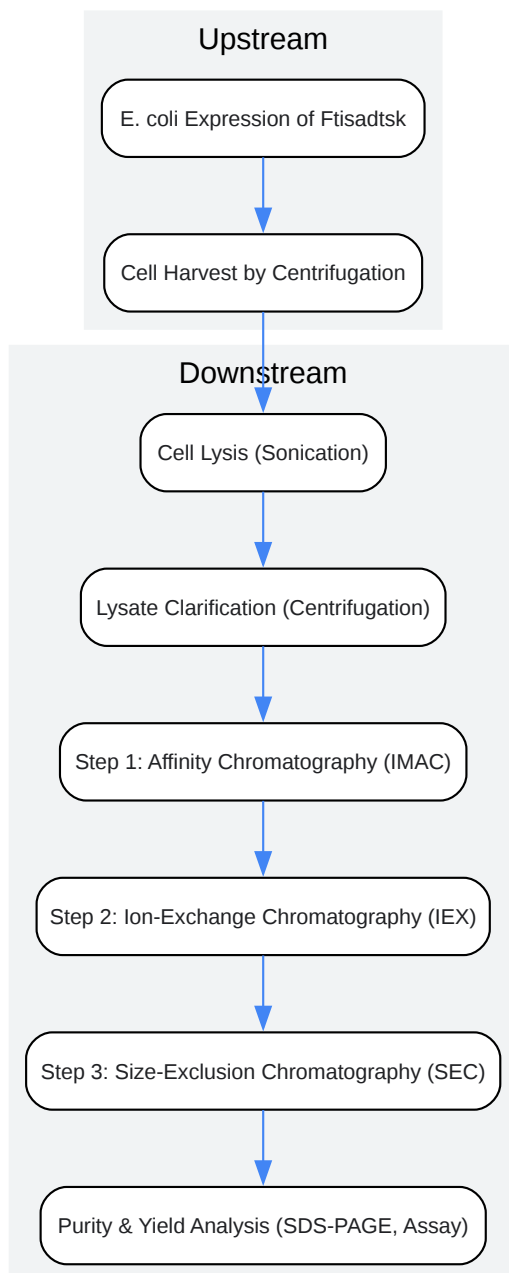 Upstream
E. coli Expression of Ftisadtsk
Cell Harvest by Centrifugation
Downstream
Cell Lysis (Sonication)
Lysate Clarification (Centrifugation)
Step 1: Affinity Chromatography (IMAC)
Step 2: Ion-Exchange Chromatography (IEX)
Step 3: Size-Exclusion Chromatography (SEC)
Purity & Yield Analysis (SDS-PAGE, Assay)